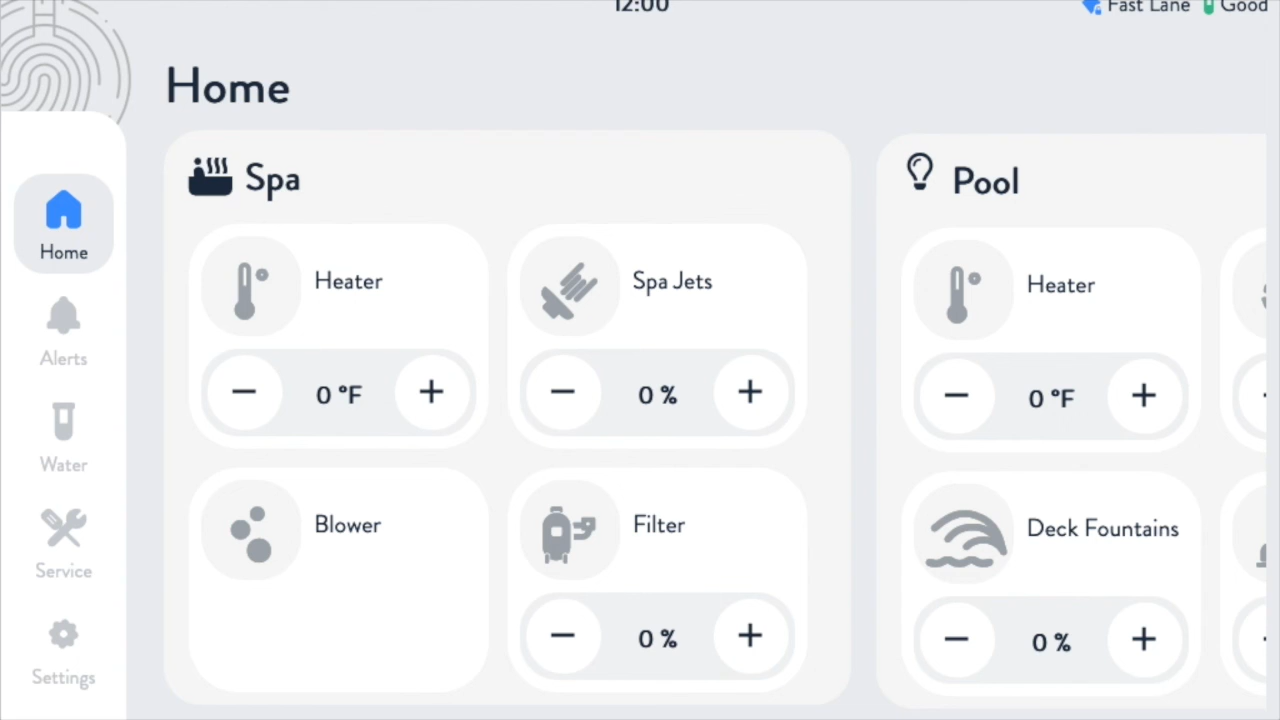 12:00
Fast Lane Good
Home
Spa
Pool
Heater
Spa Jets
Heater
− 0 °F +
− 0 % +
− 0 °F +
Blower
Filter
Deck Fountains
− 0 % +
− 0 % +
Home
Alerts
Water
Service
Settings